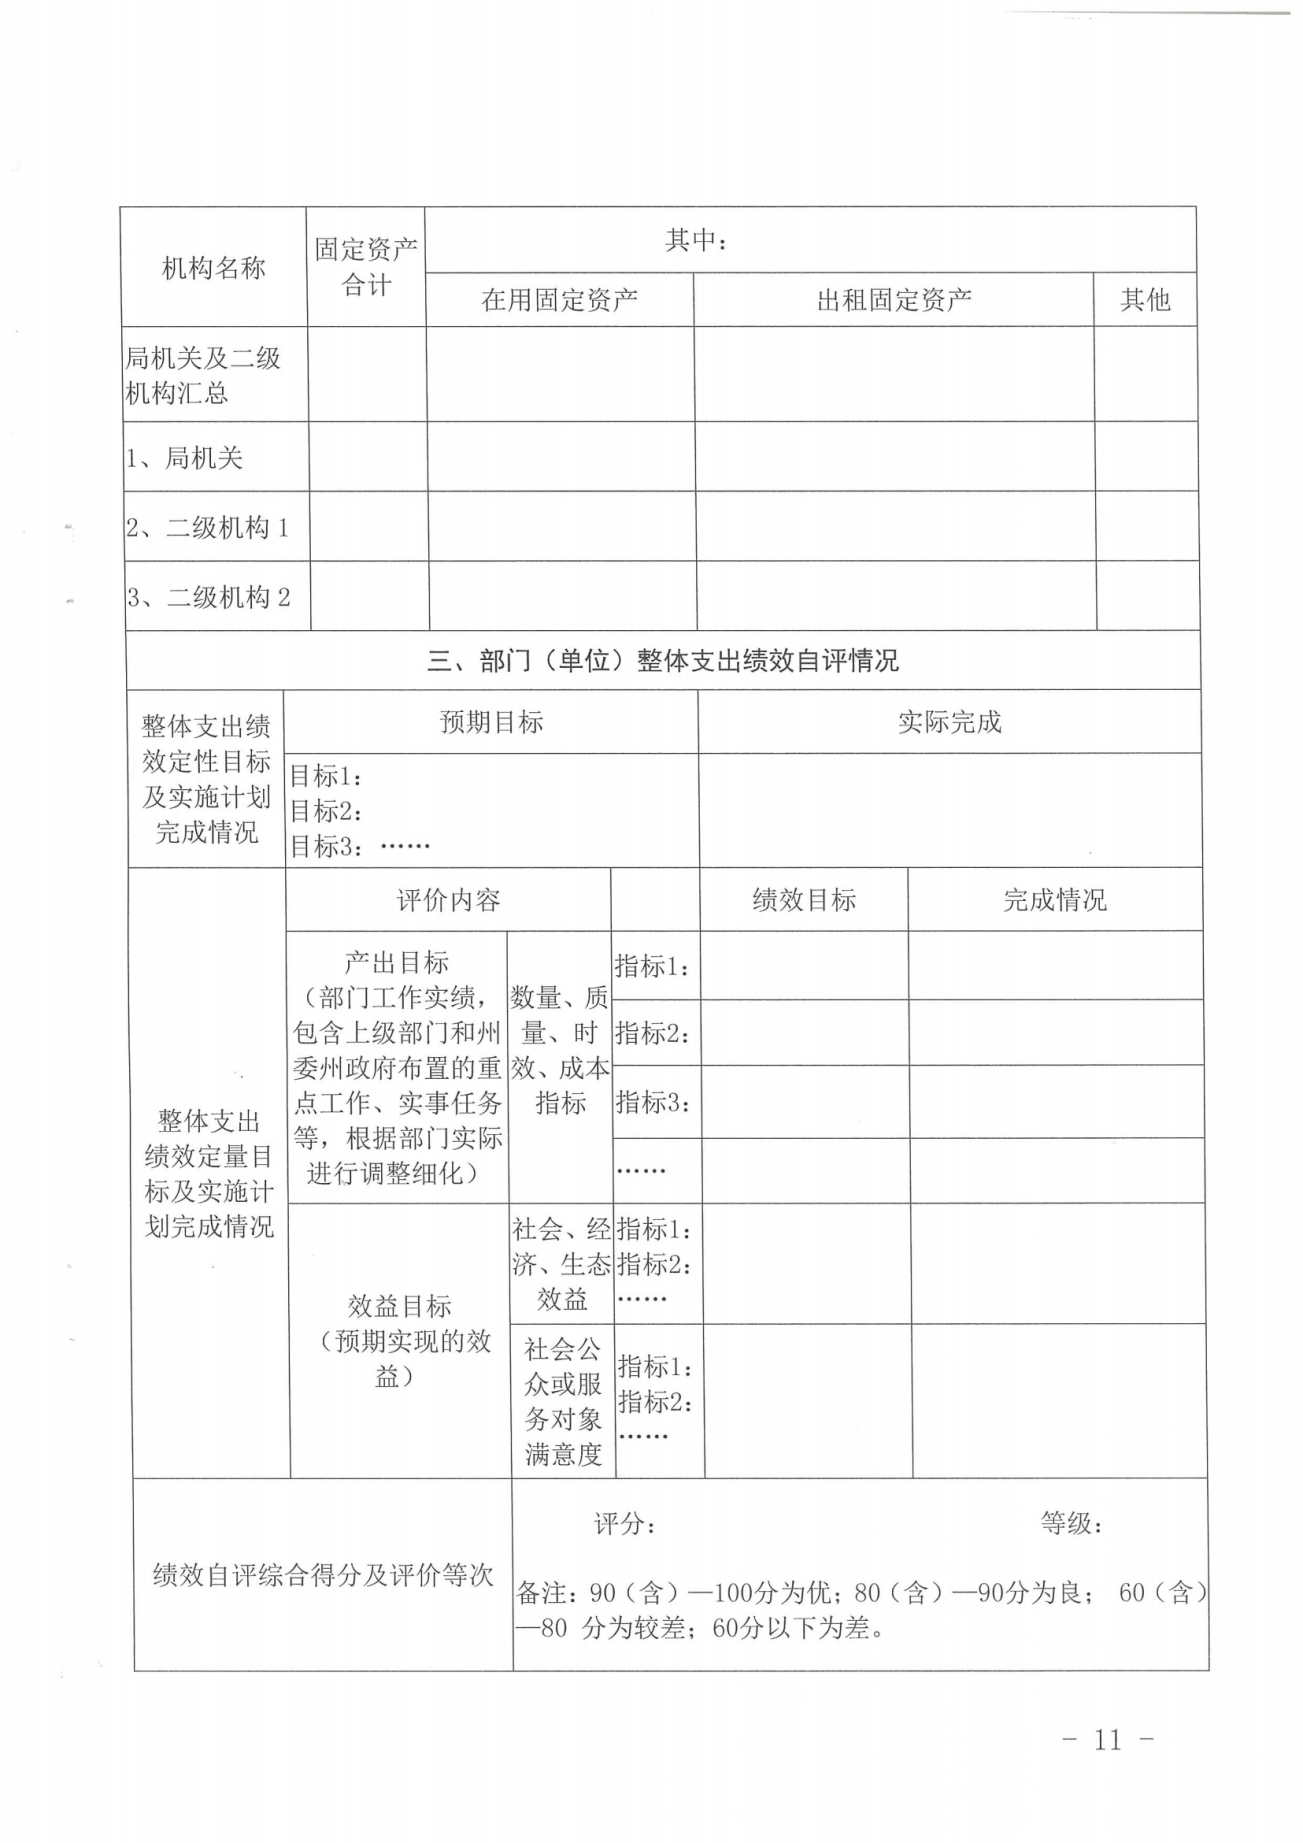 机构名称
固定资产
合计
其中：
在用固定资产
出租固定资产
其他
局机关及二级
机构汇总
1、局机关
2、二级机构 1
3、二级机构 2
三、部门（单位）整体支出绩效自评情况
整体支出绩
效定性目标
及实施计划
完成情况
预期目标
实际完成
目标1：
目标2：
目标3：……
整体支出
绩效定量目
标及实施计
划完成情况
评价内容
绩效目标
完成情况
产出目标
（部门工作实绩，
包含上级部门和州
委州政府布置的重
点工作、实事任务
等，根据部门实际
进行调整细化）
数量、质
量、时
效、成本
指标
指标1：
指标2：
指标3：
……
效益目标
（预期实现的效
益）
社会、经
济、生态
效益
指标1：
指标2：
……
社会公
众或服
务对象
满意度
指标1：
指标2：
……
绩效自评综合得分及评价等次
评分： 等级：
备注：90（含）—100分为优；80（含）—90分为良； 60（含）
—80 分为较差；60分以下为差。
- 11 -